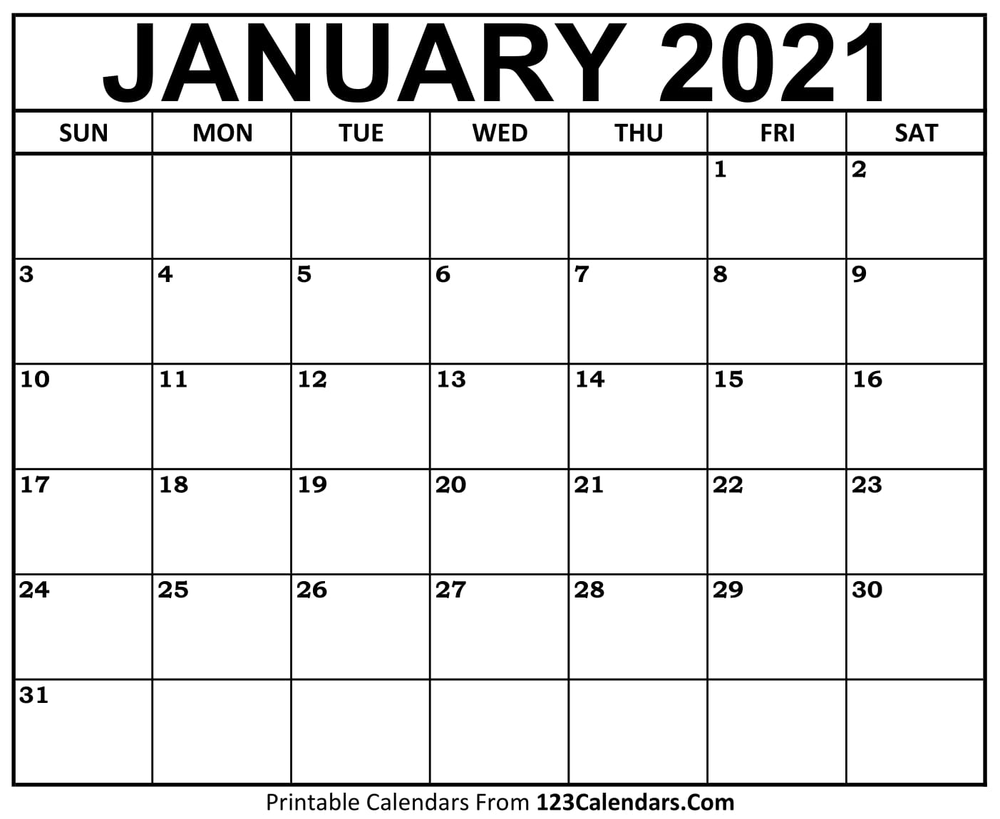 JANUARY 2021
SUN MON TUE WED THU FRI SAT
1 2
3 4 5 6 7 8 9
10 11 12 13 14 15 16
17 18 19 20 21 22 23
24 25 26 27 28 29 30
31
Printable Calendars From 123Calendars.Com